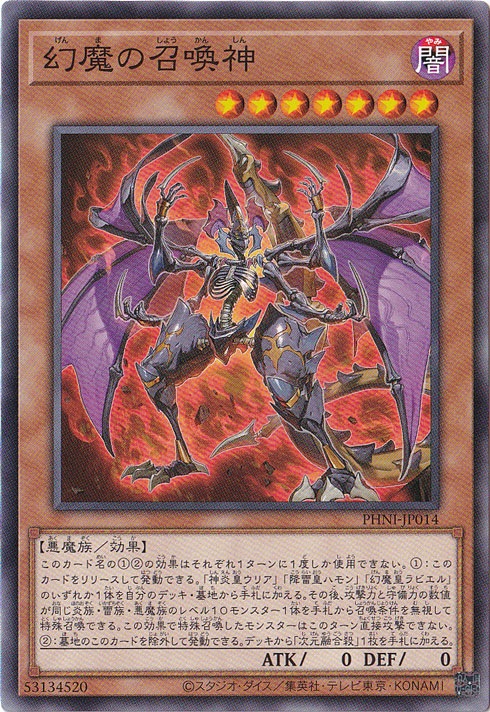 幻魔の召喚神
闇
PHNI-JP014
【悪魔族/効果】
このカード名の①②の効果はそれぞれ1ターンに1度しか使用できない。①:こ
のカードをリリースして発動できる。「神炎皇ウリア」「降雷皇ハモン」「幻魔皇ラビエル」
のいずれか1体を自分のデッキ・墓地から手札に加える。その後、攻撃力と守備力の数値
が同じ炎族・雷族・悪魔族のレベル10モンスター1体を手札から召喚条件を無視して
特殊召喚できる。この効果で特殊召喚したモンスターはこのターン直接攻撃できない。
②:墓地のこのカードを除外して発動できる。デッキから「次元融合殺」1枚を手札に加える。
ATK/ 0 DEF/ 0
53134520 ©スタジオ・ダイス/集英社・テレビ東京・KONAMI